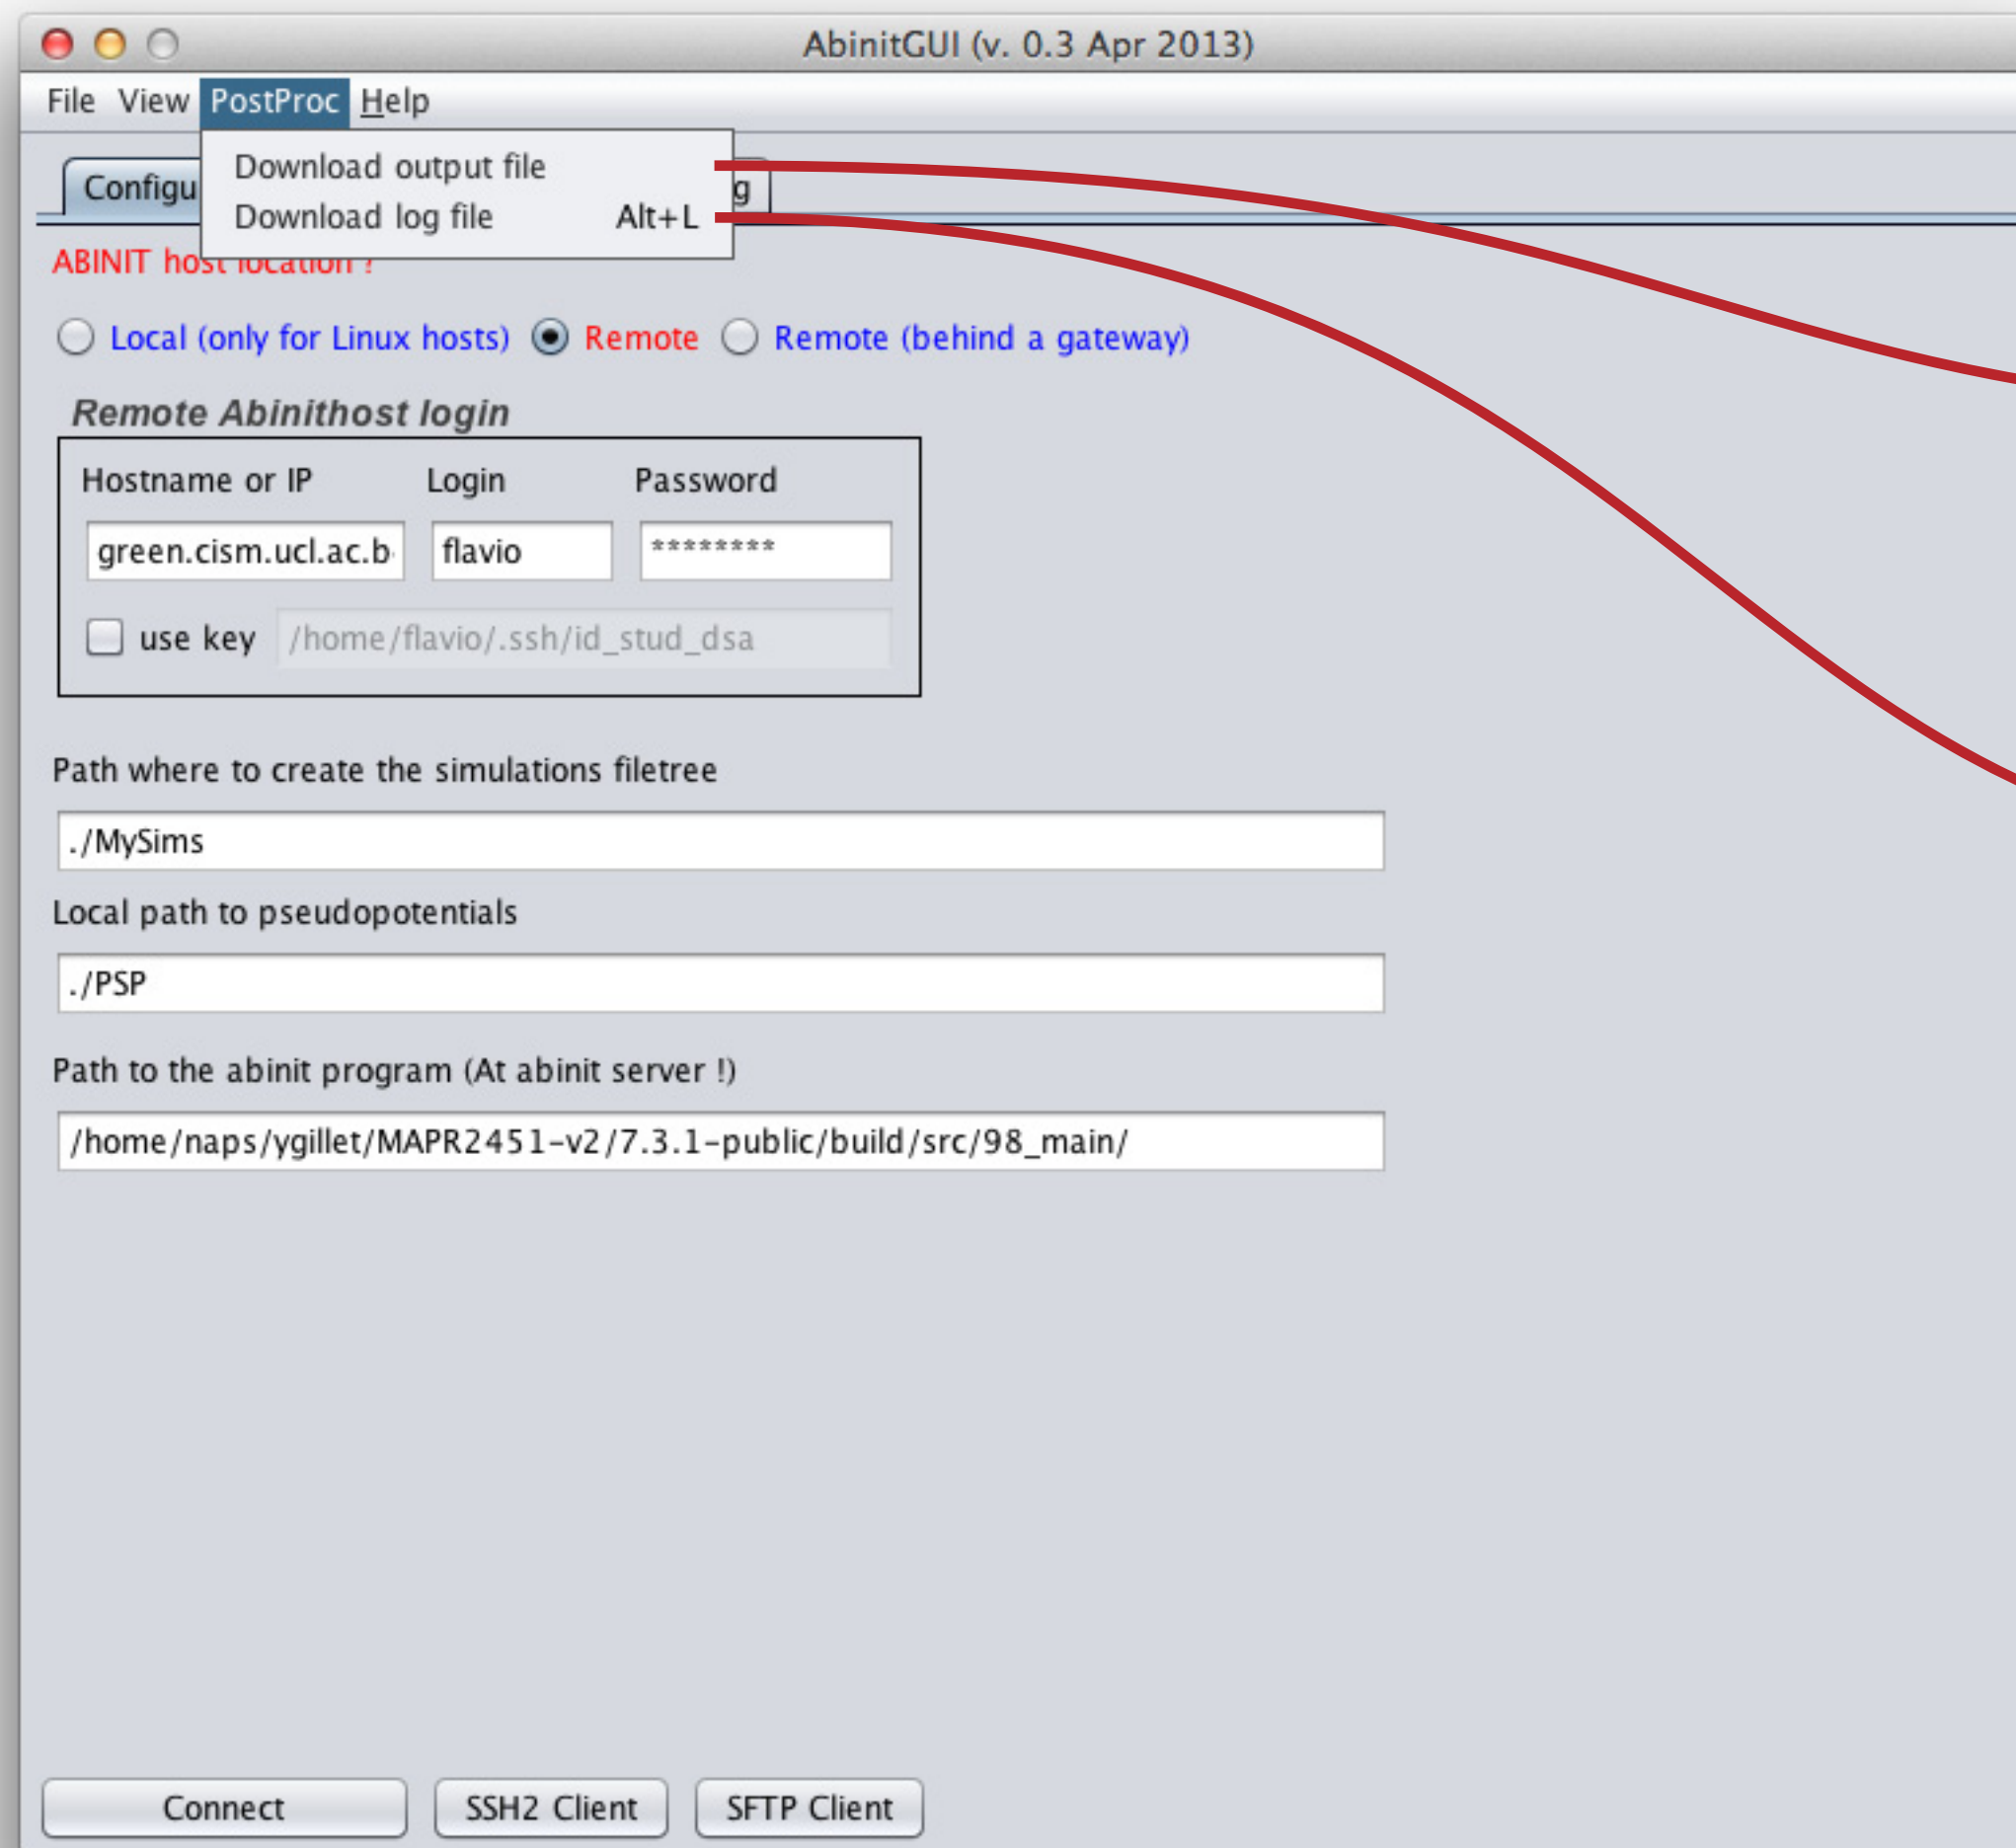 AbinitGUI (v. 0.3 Apr 2013)
File View PostProc Help
Download output file
Configu g
Download log file Alt+L
ABINIT host location ?
Local (only for Linux hosts) Remote Remote (behind a gateway)
Remote Abinithost login
Hostname or IP Login Password
green.cism.ucl.ac.b flavio ********
use key /home/flavio/.ssh/id_stud_dsa
Path where to create the simulations filetree
./MySims
Local path to pseudopotentials
./PSP
Path to the abinit program (At abinit server !)
/home/naps/ygillet/MAPR2451-v2/7.3.1-public/build/src/98_main/
Connect SSH2 Client SFTP Client